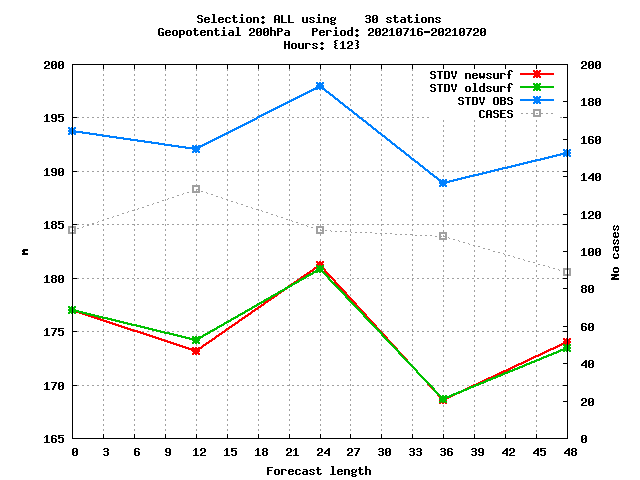 Selection: ALL using    30 stations
Geopotential 200hPa   Period: 20210716-20210720
Hours: {12}
STDV newsurf
STDV oldsurf
STDV OBS
CASES
200
195
190
185
180
175
170
165
m
200
180
160
140
120
100
80
60
40
20
0
No cases
0 3 6 9 12 15 18 21 24 27 30 33 36 39 42 45 48
Forecast length